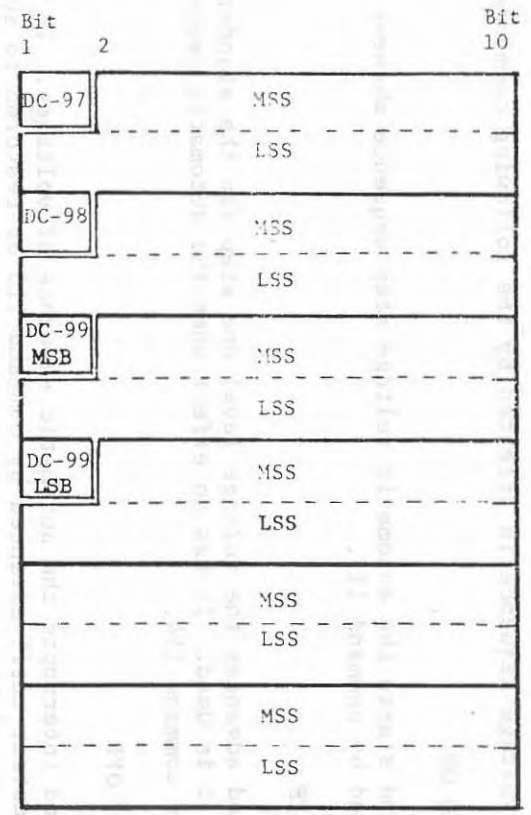 Bit Bit
1 2 10
DC-97 MSS
LSS
DC-98 MSS
LSS
DC-99
MSB MSS
LSS
DC-99
LSB MSS
LSS
MSS
LSS
MSS
LSS